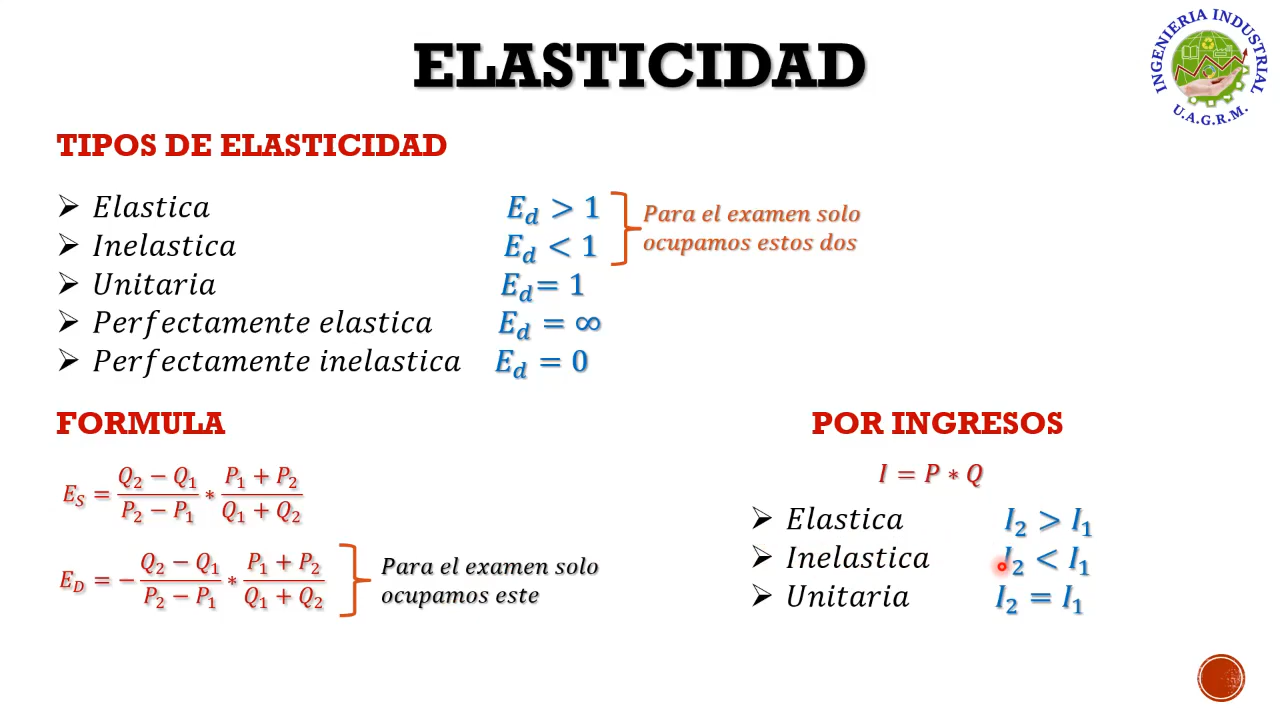 ELASTICIDAD
INGENIERIA INDUSTRIAL
U.A.G.R.M.
TIPOS DE ELASTICIDAD
➢ Elastica E_d > 1
➢ Inelastica E_d < 1
Para el examen solo
ocupamos estos dos
➢ Unitaria E_d = 1
➢ Perfectamente elastica E_d = ∞
➢ Perfectamente inelastica E_d = 0
FORMULA
E_S = (Q_2 − Q_1)/(P_2 − P_1) * (P_1 + P_2)/(Q_1 + Q_2)
E_D = −(Q_2 − Q_1)/(P_2 − P_1) * (P_1 + P_2)/(Q_1 + Q_2)
Para el examen solo
ocupamos este
POR INGRESOS
I = P * Q
➢ Elastica I_2 > I_1
➢ Inelastica I_2 < I_1
➢ Unitaria I_2 = I_1